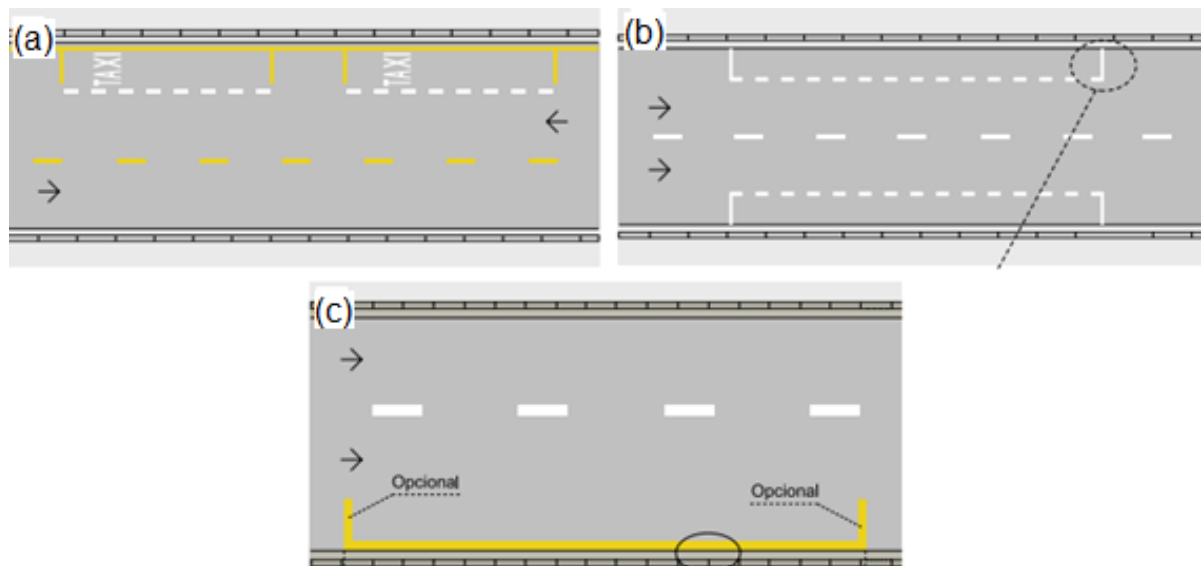 (a)
TAXI
TAXI
(b)
(c)
Opcional
Opcional